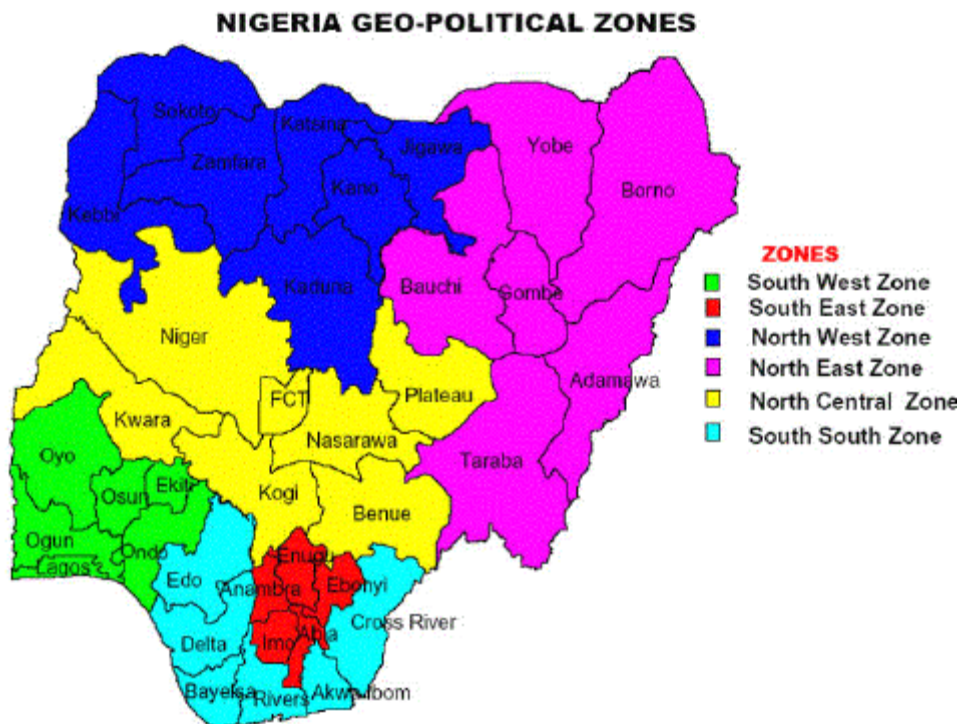 NIGERIA GEO-POLITICAL ZONES
Sokoto
Katsina
Jigawa
Yobe
Zamfara
Kano
Borno
Kebbi
ZONES
South West Zone
South East Zone
North West Zone
North East Zone
North Central Zone
South South Zone
Kaduna
Bauchi
Gombe
Niger
Adamawa
FCT
Plateau
Kwara
Nasarawa
Oyo
Taraba
Osun
Ekiti
Kogi
Benue
Ogun
Ondo
Lagos
Enugu
Edo
Anambra
Ebonyi
Cross River
Delta
Imo
Abia
Bayelsa
Rivers
Akwa Ibom